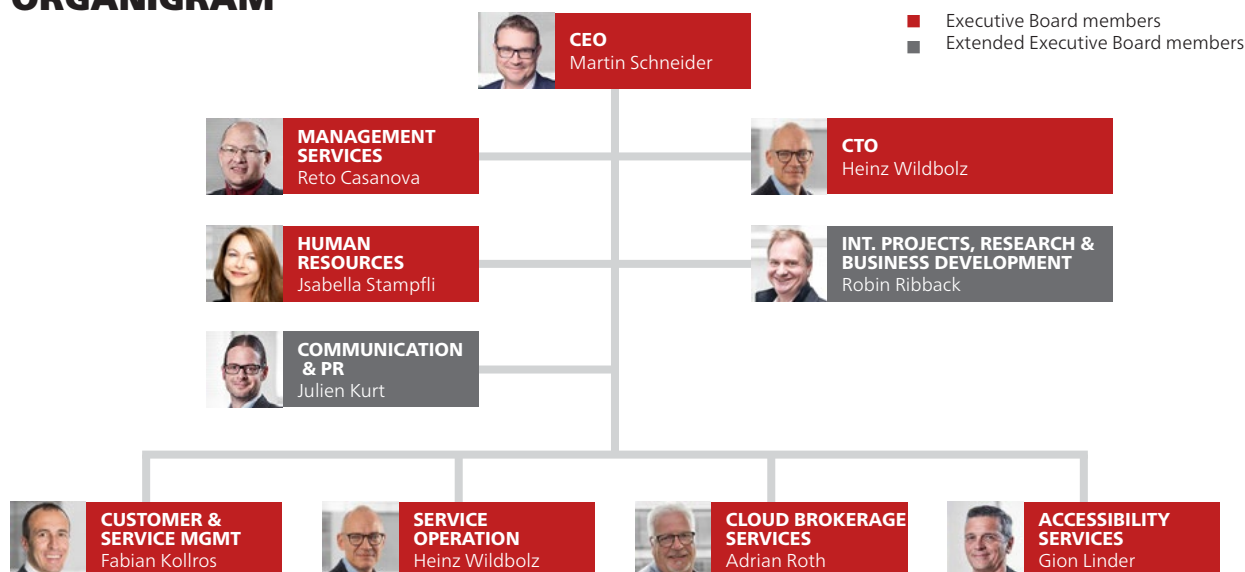 ORGANIGRAM
CEO
Martin Schneider
Executive Board members
Extended Executive Board members
MANAGEMENT
SERVICES
Reto Casanova
CTO
Heinz Wildbolz
HUMAN
RESOURCES
Jsabella Stampfli
INT. PROJECTS, RESEARCH &
BUSINESS DEVELOPMENT
Robin Ribback
COMMUNICATION
& PR
Julien Kurt
CUSTOMER &
SERVICE MGMT
Fabian Kollros
SERVICE
OPERATION
Heinz Wildbolz
CLOUD BROKERAGE
SERVICES
Adrian Roth
ACCESSIBILITY
SERVICES
Gion Linder